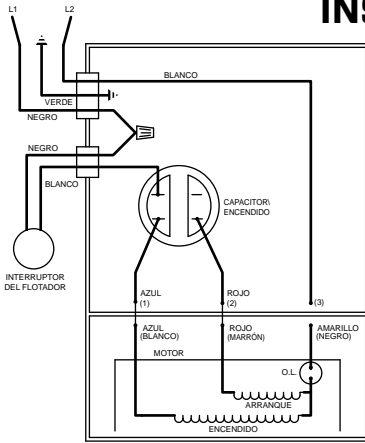 INS
L1
L2
BLANCO
VERDE
NEGRO
NEGRO
BLANCO
CAPACITOR\
ENCENDIDO
INTERRUPTOR
DEL FLOTADOR
AZUL
(1)
ROJO
(2)
(3)
AZUL
(BLANCO)
ROJO
(MARRÓN)
AMARILLO
(NEGRO)
MOTOR
O.L.
ARRANQUE
ENCENDIDO